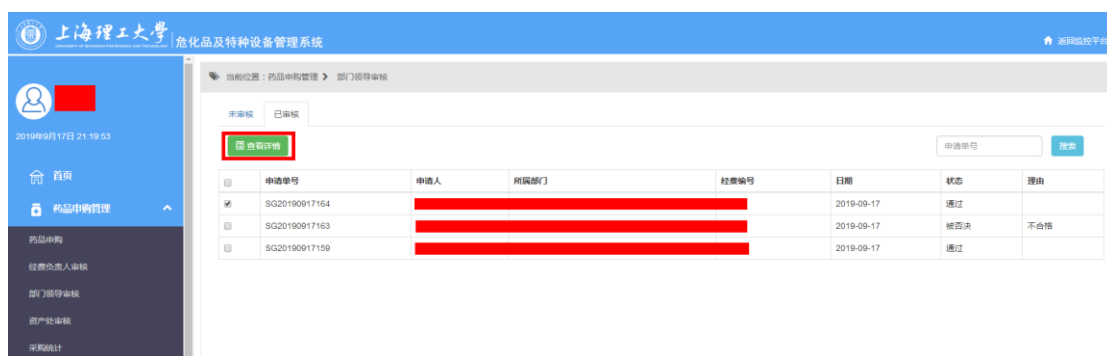 上海理工大学 危化品及特种设备管理系统
返回监控平台
当前位置：药品申购管理 部门领导审核
2019年9月17日 21:19:53
未审核 已审核
查看详情
申请单号 搜索
首页
药品申购管理
药品申购
经费负责人审核
部门领导审核
资产处审核
采购统计
申请单号 申请人 所属部门 经费编号 日期 状态 理由
SG20190917164 2019-09-17 通过
SG20190917163 2019-09-17 被否决 不合格
SG20190917159 2019-09-17 通过